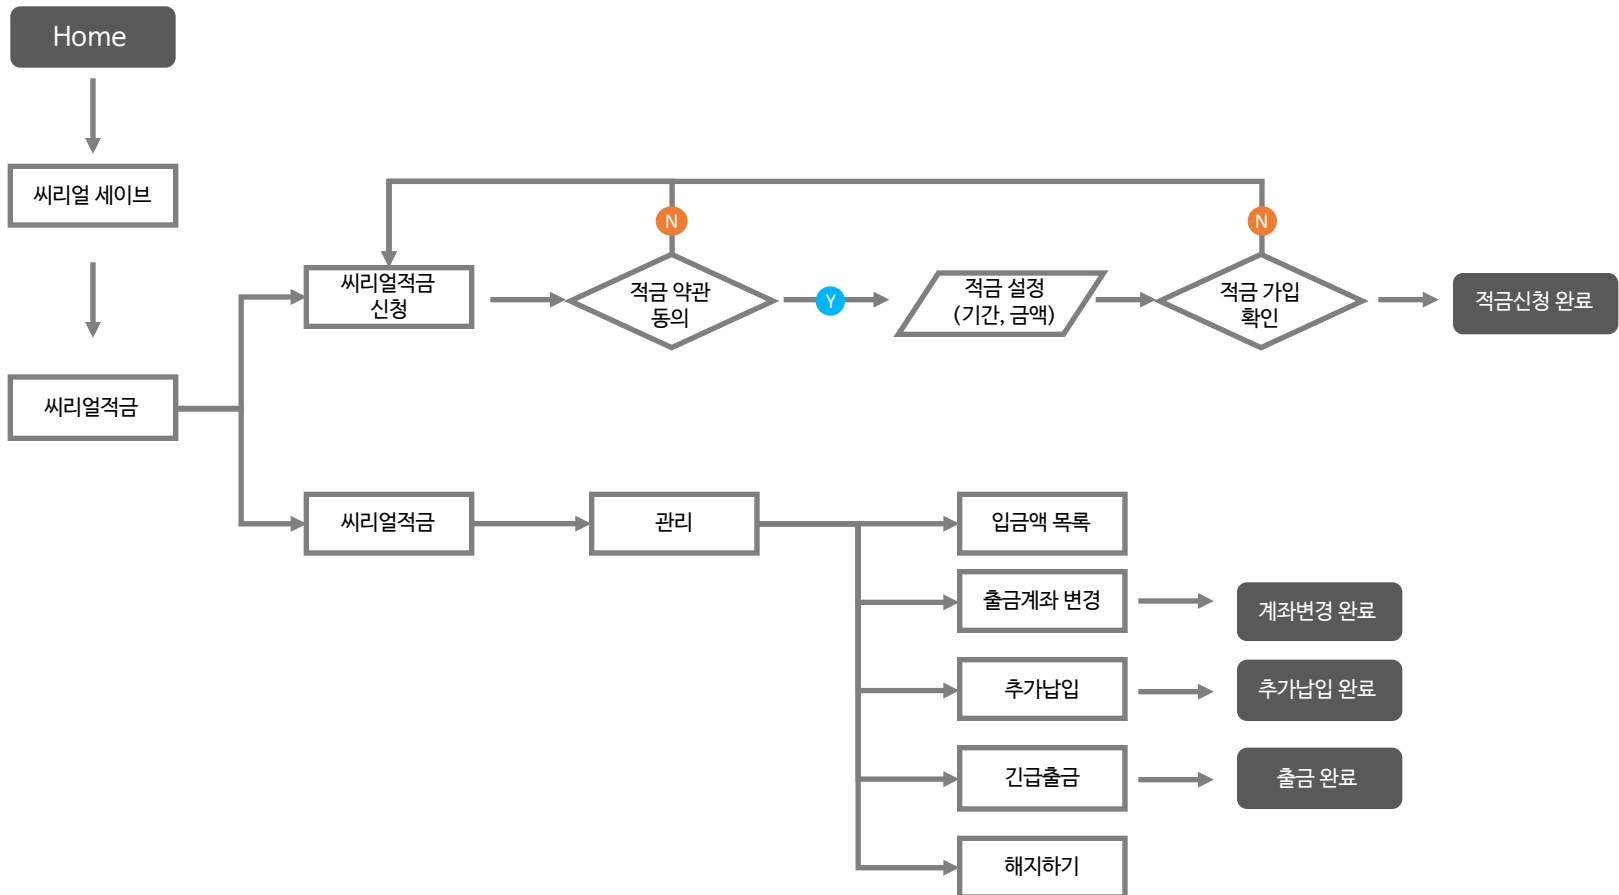 Home
씨리얼 세이브
씨리얼적금
씨리얼적금
신청
N
적금 약관
동의
Y
적금 설정
(기간, 금액)
N
적금 가입
확인
적금신청 완료
씨리얼적금
관리
입금액 목록
출금계좌 변경
계좌변경 완료
추가납입
추가납입 완료
긴급출금
출금 완료
해지하기